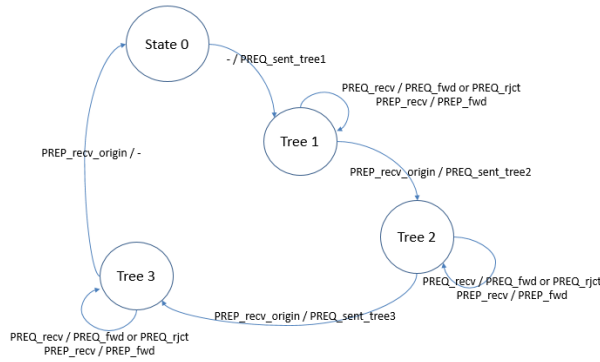 State 0
- / PREQ_sent_tree1
PREQ_recv / PREQ_fwd or PREQ_rjct
PREP_recv / PREP_fwd
Tree 1
PREP_recv_origin / -
PREP_recv_origin / PREQ_sent_tree2
Tree 2
Tree 3
PREQ_recv / PREQ_fwd or PREQ_rjct
PREP_recv / PREP_fwd
PREP_recv_origin / PREQ_sent_tree3
PREQ_recv / PREQ_fwd or PREQ_rjct
PREP_recv / PREP_fwd